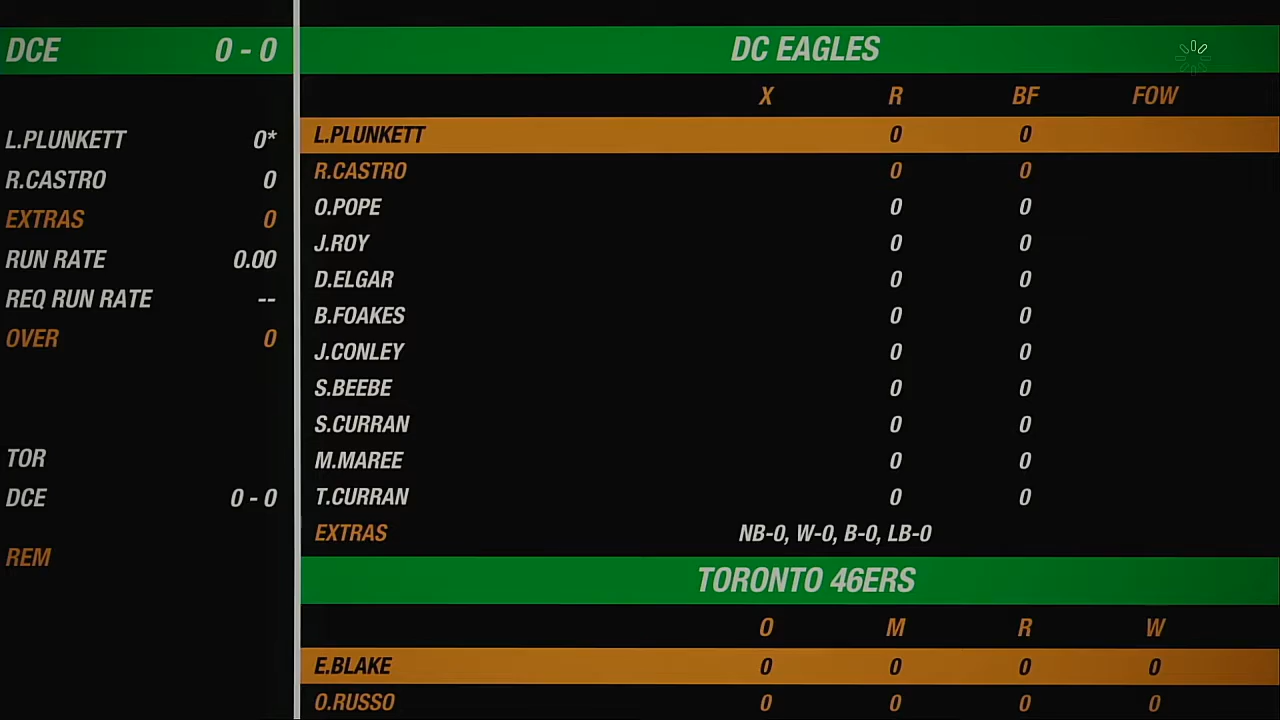 DCE 0 - 0
L.PLUNKETT 0*
R.CASTRO 0
EXTRAS 0
RUN RATE 0.00
REQ RUN RATE --
OVER 0
TOR
DCE 0 - 0
REM
DC EAGLES
X R BF FOW
L.PLUNKETT 0 0
R.CASTRO 0 0
O.POPE 0 0
J.ROY 0 0
D.ELGAR 0 0
B.FOAKES 0 0
J.CONLEY 0 0
S.BEEBE 0 0
S.CURRAN 0 0
M.MAREE 0 0
T.CURRAN 0 0
EXTRAS NB-0, W-0, B-0, LB-0
TORONTO 46ERS
O M R W
E.BLAKE 0 0 0 0
O.RUSSO 0 0 0 0